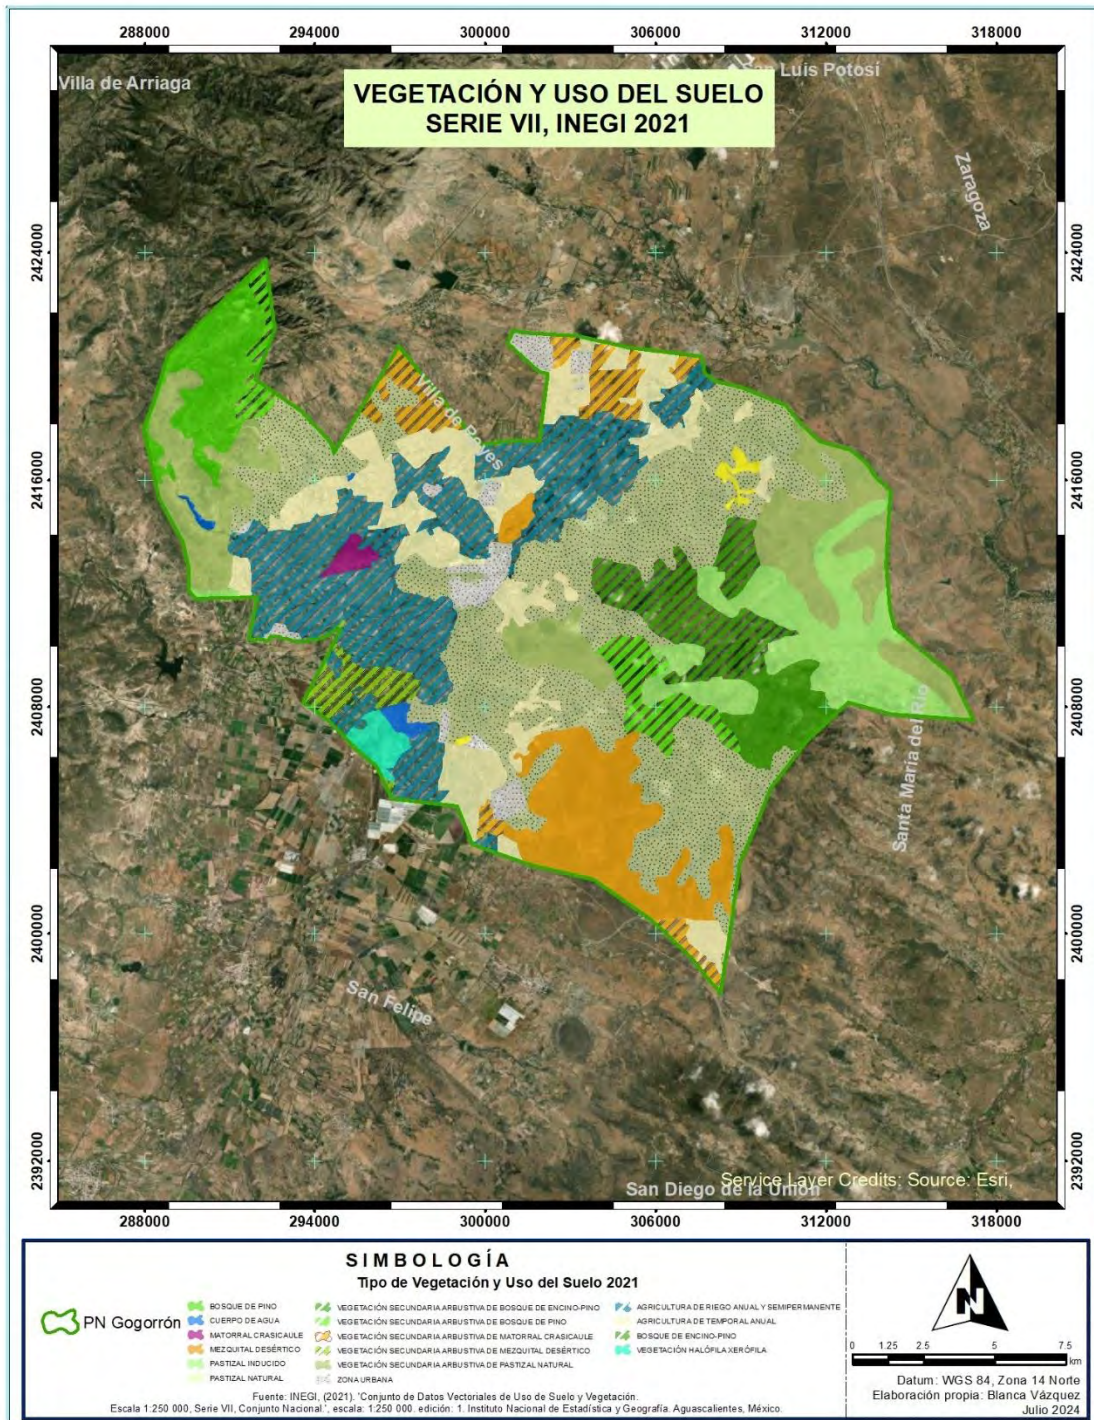 288000 294000 300000 306000 312000 318000
Villa de Arriaga
San Luis Potosí
VEGETACIÓN Y USO DEL SUELO
SERIE VII, INEGI 2021
Zaragoza
2424000 2424000
Villa de Reyes
2416000 2416000
2408000 2408000
Santa María del Río
2400000 2400000
San Felipe
2392000 2392000
Service Layer Credits: Source: Esri,
San Diego de la Unión
288000 294000 300000 306000 312000 318000
SIMBOLOGÍA
Tipo de Vegetación y Uso del Suelo 2021
PN Gogorrón
BOSQUE DE PINO
CUERPO DE AGUA
MATORRAL CRASICAULE
MEZQUITAL DESÉRTICO
PASTIZAL INDUCIDO
PASTIZAL NATURAL
VEGETACIÓN SECUNDARIA ARBUSTIVA DE BOSQUE DE ENCINO-PINO
VEGETACIÓN SECUNDARIA ARBUSTIVA DE BOSQUE DE PINO
VEGETACIÓN SECUNDARIA ARBUSTIVA DE MATORRAL CRASICAULE
VEGETACIÓN SECUNDARIA ARBUSTIVA DE MEZQUITAL DESÉRTICO
VEGETACIÓN SECUNDARIA ARBUSTIVA DE PASTIZAL NATURAL
ZONA URBANA
AGRICULTURA DE RIEGO ANUAL Y SEMIPERMANENTE
AGRICULTURA DE TEMPORAL ANUAL
BOSQUE DE ENCINO-PINO
VEGETACIÓN HALÓFILA XERÓFILA
Fuente: INEGI, (2021). 'Conjunto de Datos Vectoriales de Uso de Suelo y Vegetación.
Escala 1:250 000, Serie VII, Conjunto Nacional.', escala: 1:250 000. edición: 1. Instituto Nacional de Estadística y Geografía. Aguascalientes, México.
N
0 1.25 2.5 5 7.5
km
Datum: WGS 84, Zona 14 Norte
Elaboración propia: Blanca Vázquez
Julio 2024